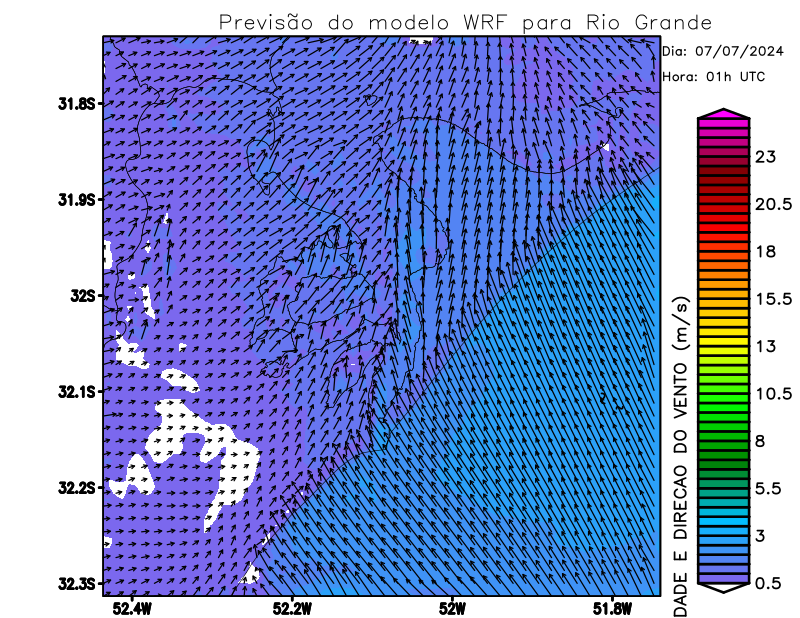 Previsão do modelo WRF para Rio Grande
Dia: 07/07/2024
Hora: 01h UTC
31.8S
31.9S
32S
32.1S
32.2S
32.3S
52.4W
52.2W
52W
51.8W
DADE E DIRECAO DO VENTO (m/s)
23
20.5
18
15.5
13
10.5
8
5.5
3
0.5